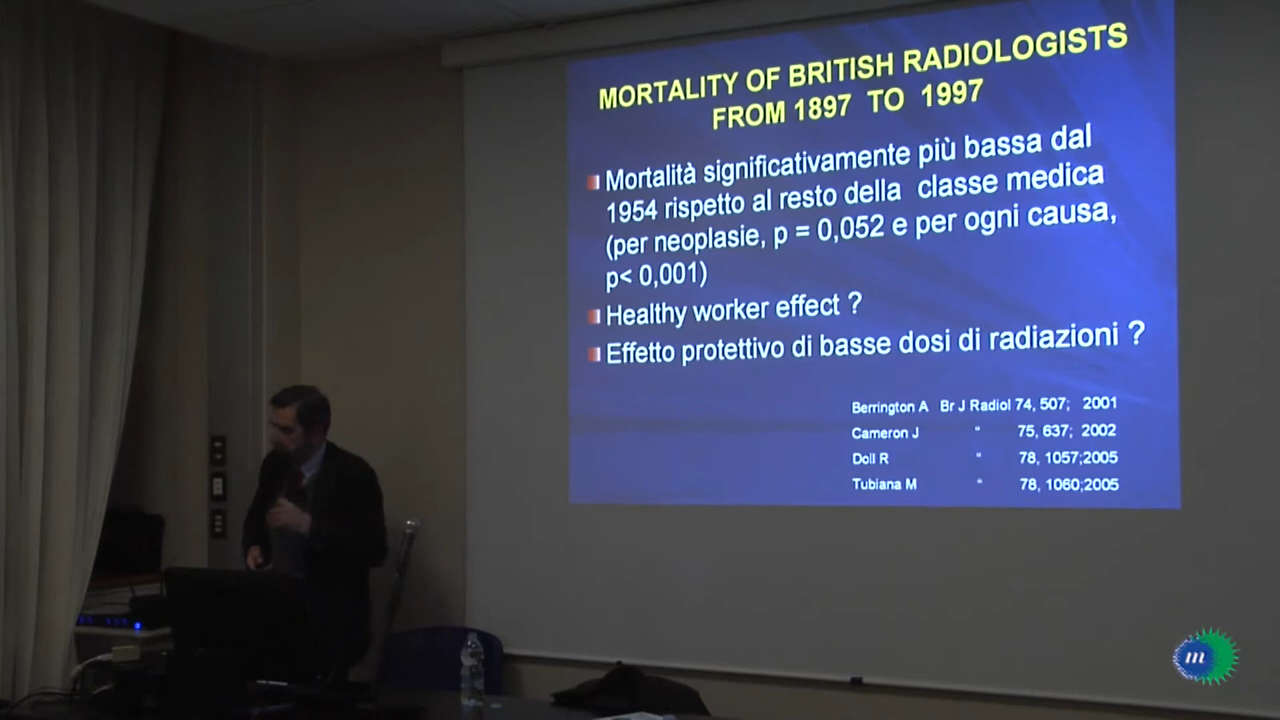 MORTALITY OF BRITISH RADIOLOGISTS
FROM 1897 TO 1997
Mortalità significativamente più bassa dal
1954 rispetto al resto della classe medica
(per neoplasie, p = 0,052 e per ogni causa,
p< 0,001)
Healthy worker effect ?
Effetto protettivo di basse dosi di radiazioni ?
Berrington A Br J Radiol 74, 507; 2001
Cameron J " 75, 637; 2002
Doll R " 78, 1057;2005
Tubiana M " 78, 1060;2005
m